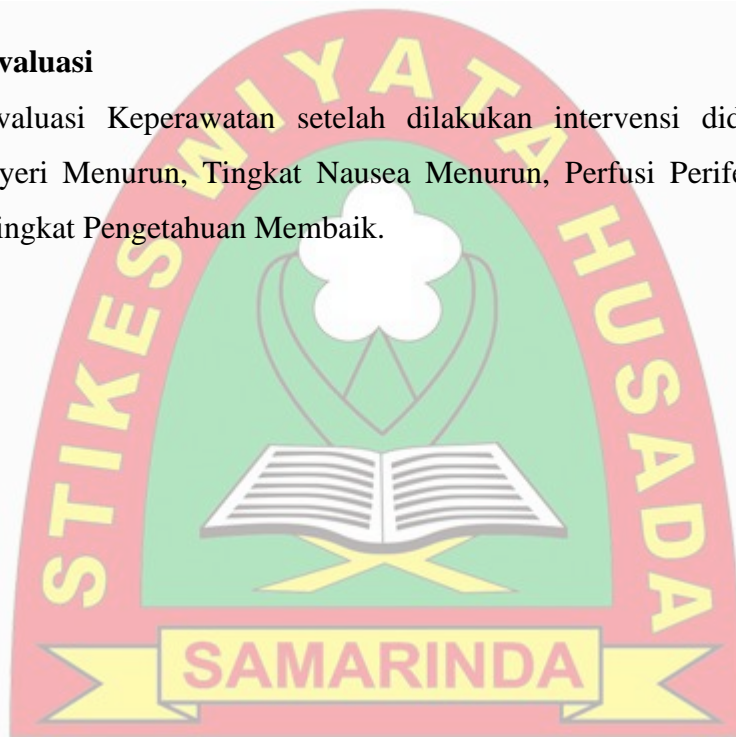 valuasi
valuasi Keperawatan setelah dilakukan intervensi did
yeri Menurun, Tingkat Nausea Menurun, Perfusi Perife
ingkat Pengetahuan Membaik.
STIKES WIYATA HUSADA
SAMARINDA